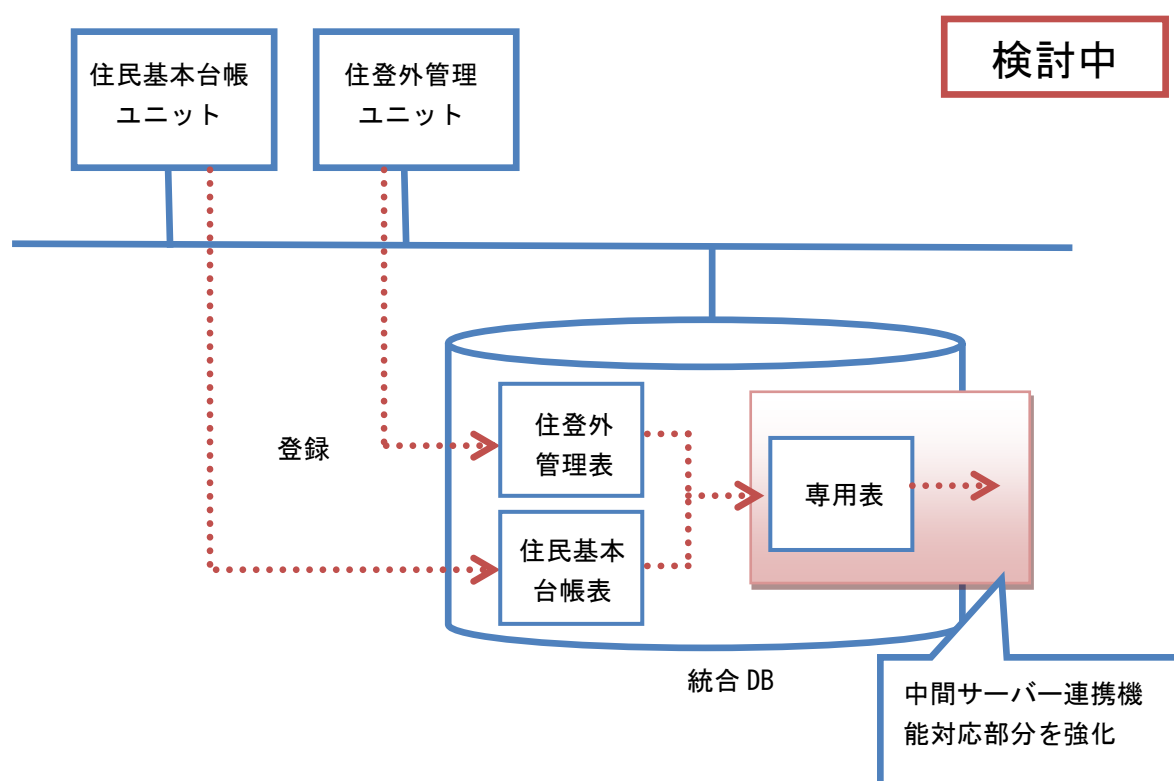 住民基本台帳
ユニット
住登外管理
ユニット
検討中
登録
住登外
管理表
住民基本
台帳表
専用表
統合 DB
中間サーバー連携機
能対応部分を強化